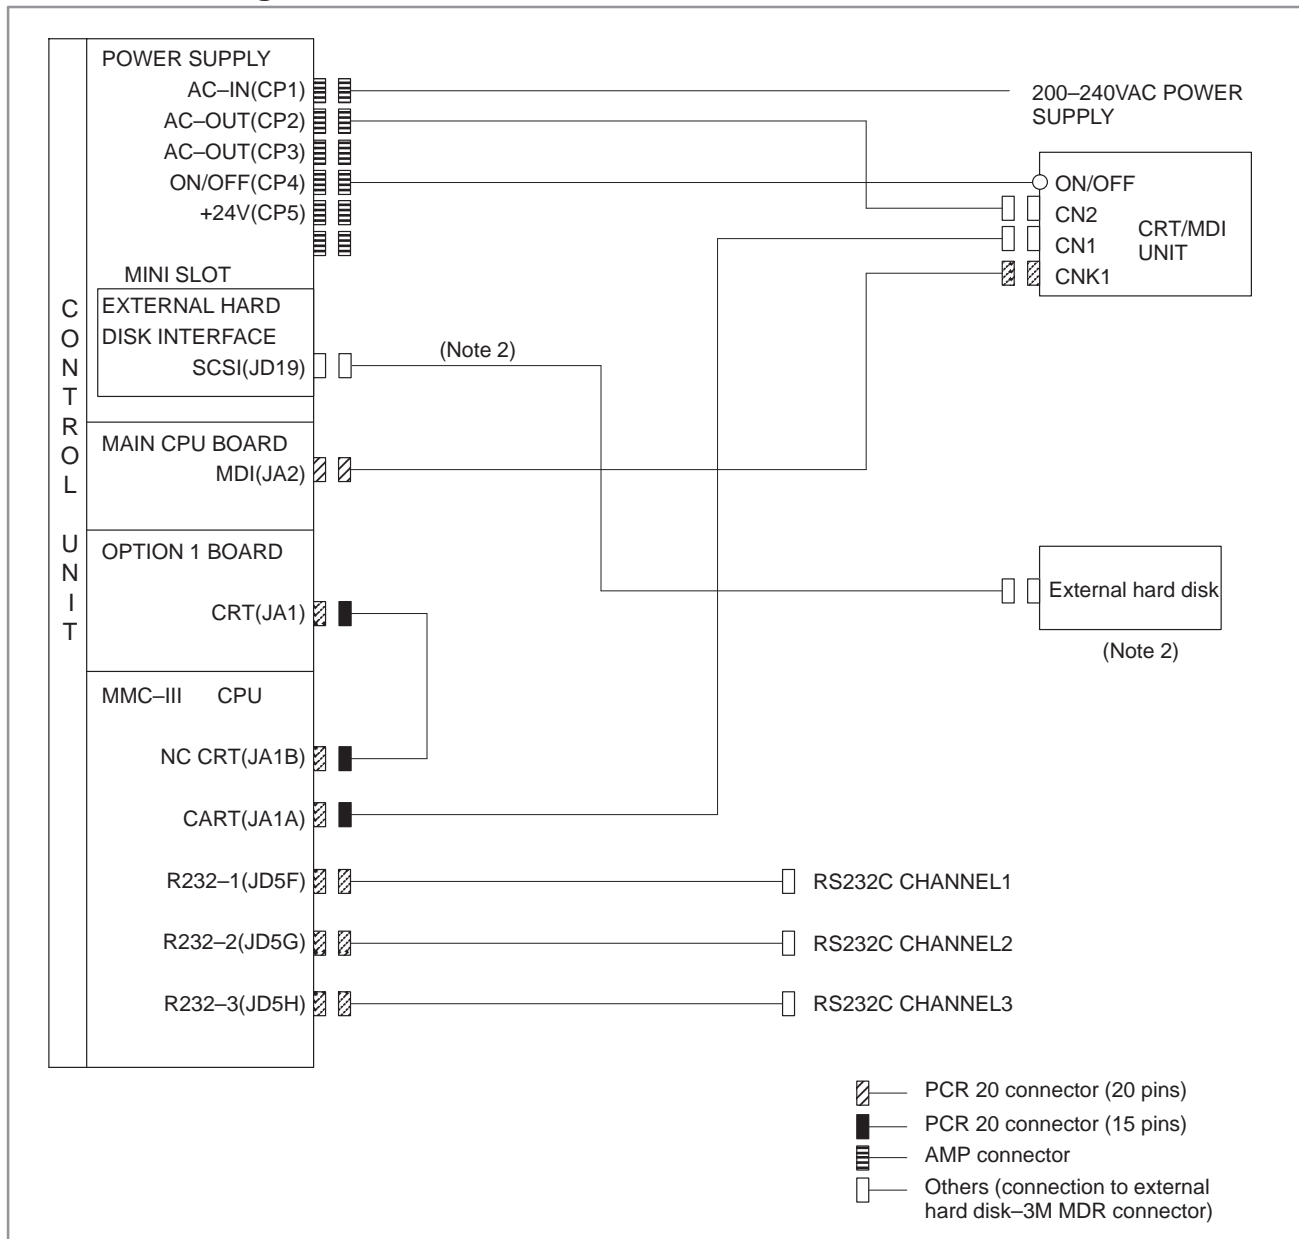 POWER SUPPLY
AC–IN(CP1)
AC–OUT(CP2)
AC–OUT(CP3)
ON/OFF(CP4)
+24V(CP5)
200–240VAC POWER
SUPPLY
ON/OFF
CN2
CN1
CNK1
CRT/MDI
UNIT
MINI SLOT
EXTERNAL HARD
DISK INTERFACE
SCSI(JD19)
(Note 2)
CONTROL UNIT
MAIN CPU BOARD
MDI(JA2)
OPTION 1 BOARD
CRT(JA1)
External hard disk
(Note 2)
MMC–III CPU
NC CRT(JA1B)
CART(JA1A)
R232–1(JD5F)
RS232C CHANNEL1
R232–2(JD5G)
RS232C CHANNEL2
R232–3(JD5H)
RS232C CHANNEL3
PCR 20 connector (20 pins)
PCR 20 connector (15 pins)
AMP connector
Others (connection to external
hard disk–3M MDR connector)